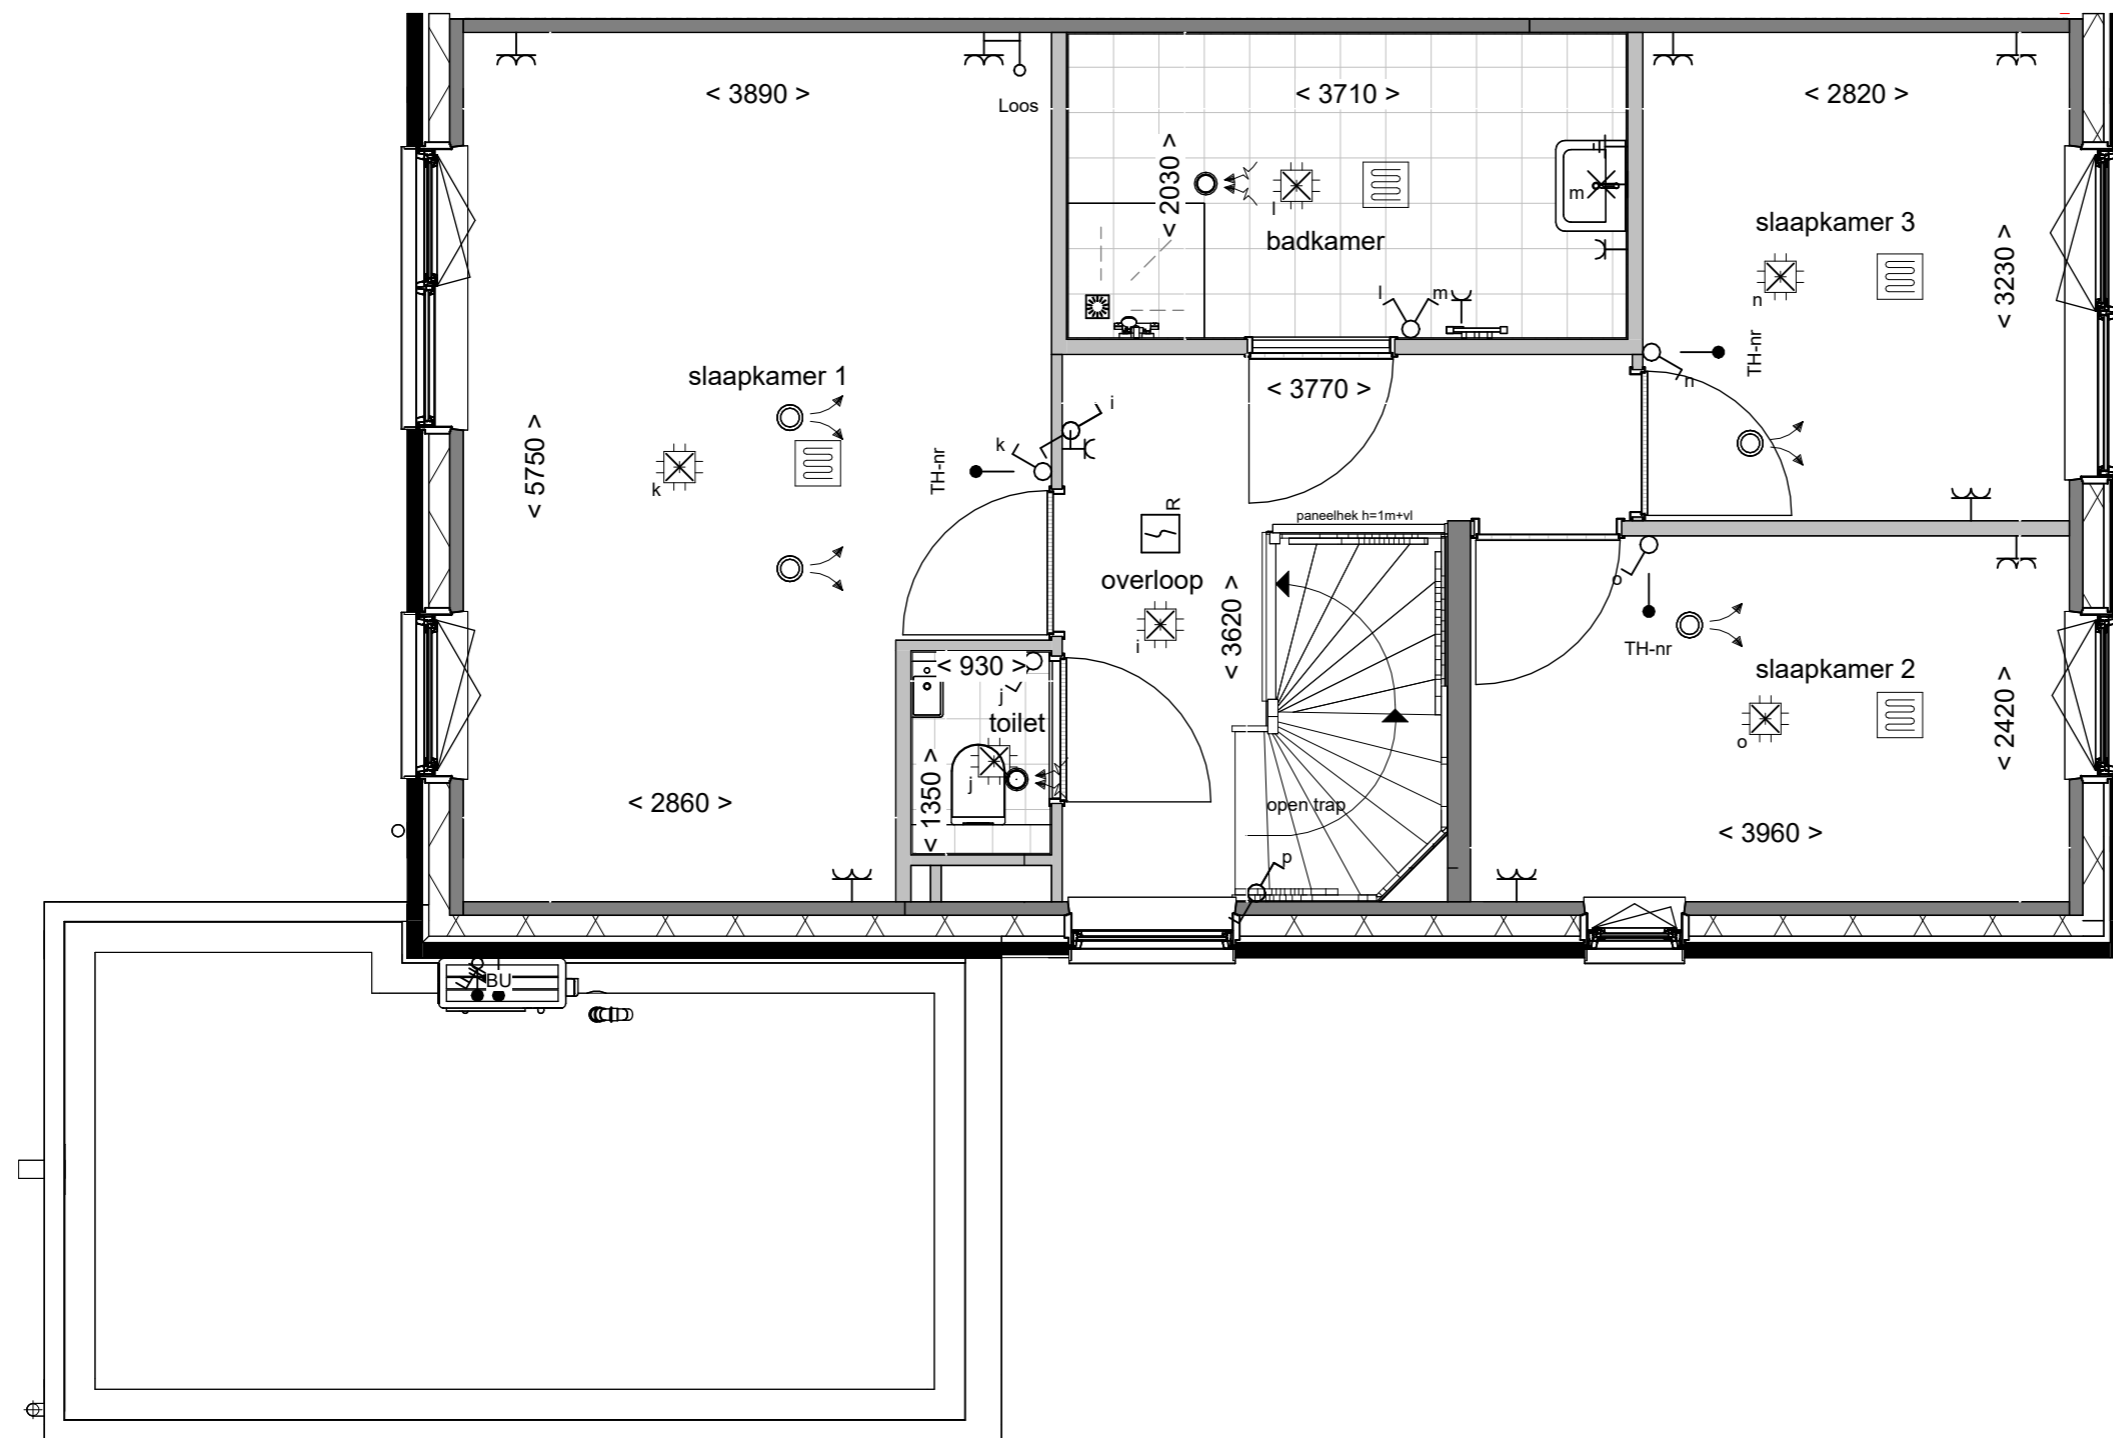 < 3890 >
< 3710 >
< 2820 >
Loos
< 2030 >
m
l
badkamer
slaapkamer 3
n
< 3230 >
l
m
TH-nr
n
slaapkamer 1
< 3770 >
i
k
< 5750 >
TH-nr
k
R
paneelhek h=1m+vl
overloop
i
< 3620 >
o
TH-nr
slaapkamer 2
o
< 2420 >
< 930 >
j
toilet
j
< 1350 >
< 2860 >
open trap
p
< 3960 >
BU